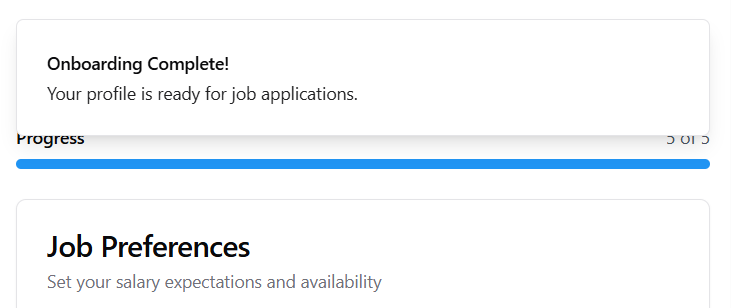 Onboarding Complete!
Your profile is ready for job applications.
Progress
5 of 5
Job Preferences
Set your salary expectations and availability